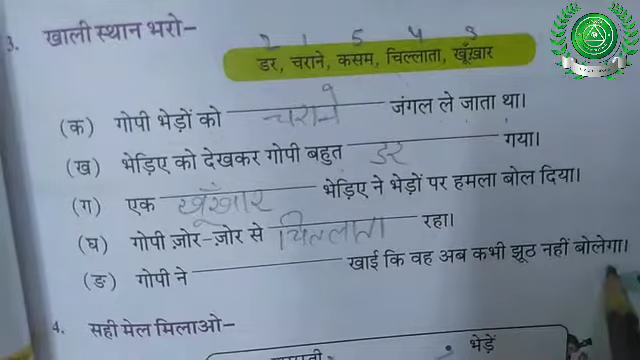 3. खाली स्थान भरो–
2 1 5 4 3
डर, चराने, कसम, चिल्लाता, खूँखार
(क) गोपी भेड़ों को चराने जंगल ले जाता था।
(ख) भेड़िए को देखकर गोपी बहुत डर गया।
(ग) एक खूँखार भेड़िए ने भेड़ों पर हमला बोल दिया।
(घ) गोपी ज़ोर-ज़ोर से चिल्लाता रहा।
(ङ) गोपी ने ____________ खाई कि वह अब कभी झूठ नहीं बोलेगा।
4. सही मेल मिलाओ–
भेड़ें